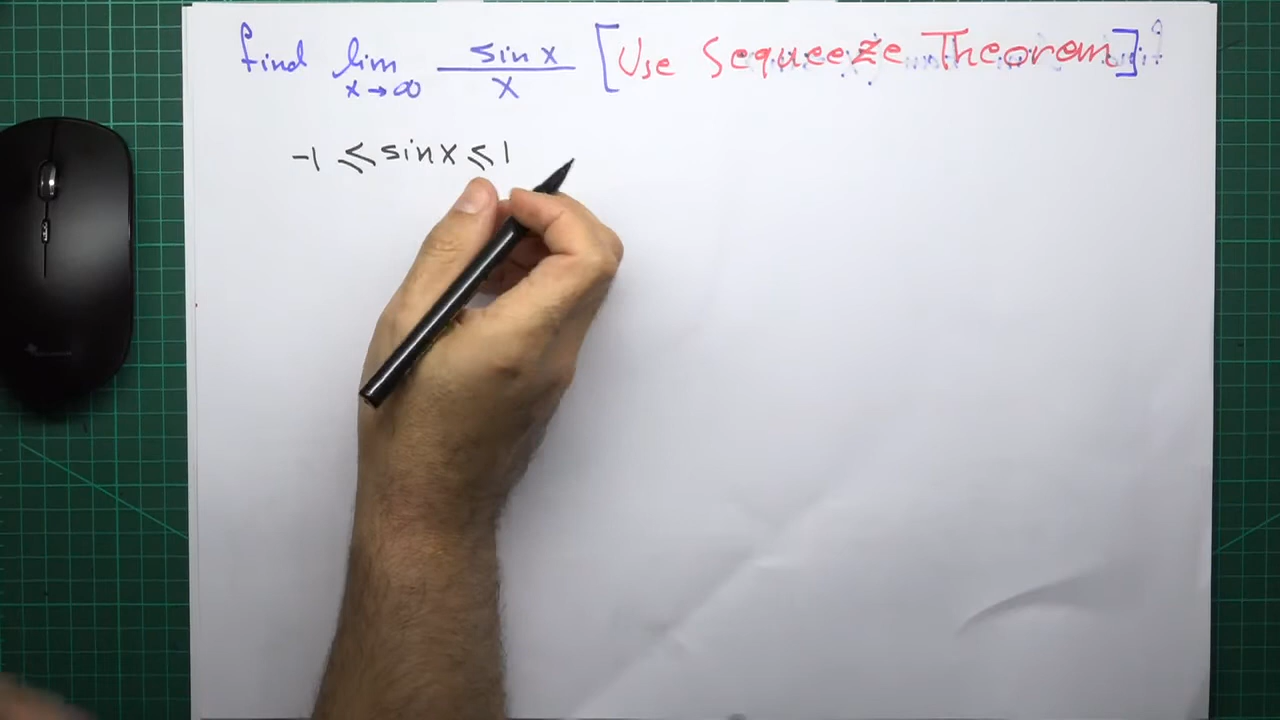 find lim x→∞ sin x / x [Use Sequeeze Theorem]
-1 ⩽ sin x ⩽ 1